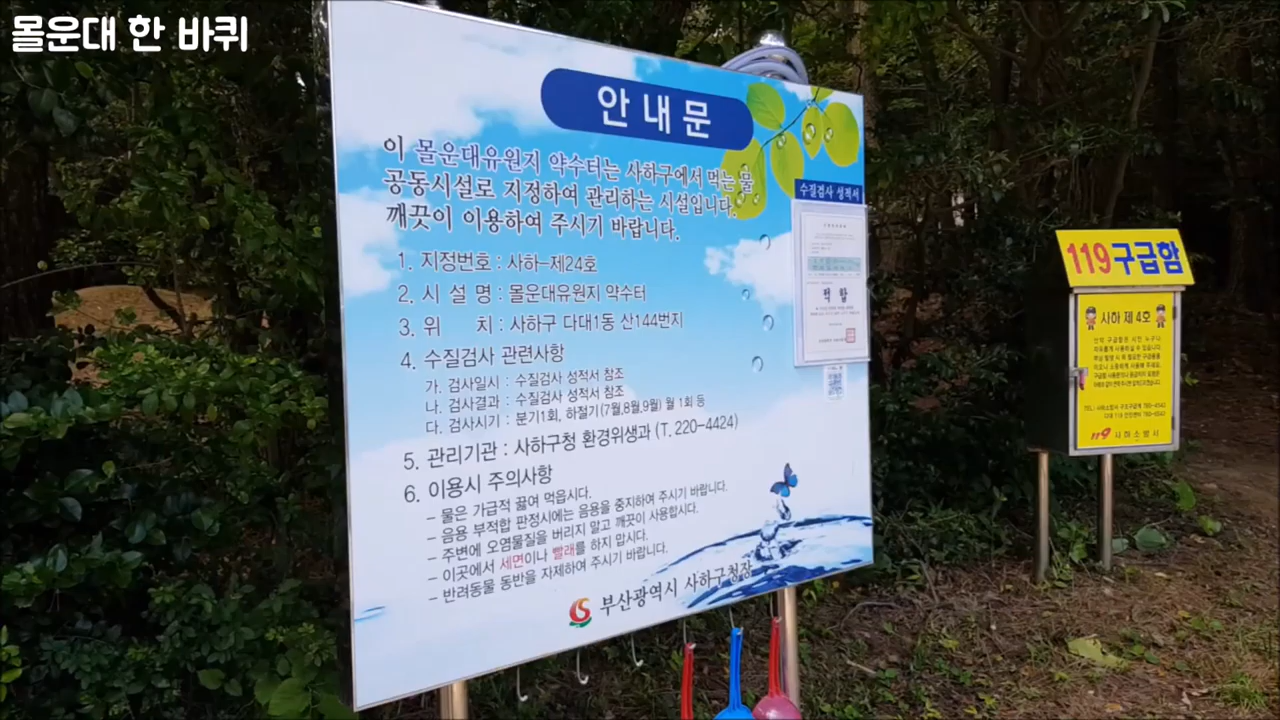 몰운대 한 바퀴
안내문
이 몰운대유원지 약수터는 사하구에서 먹는 물
공동시설로 지정하여 관리하는 시설입니다.
깨끗이 이용하여 주시기 바랍니다.
1. 지정번호 : 사하-제24호
2. 시 설 명 : 몰운대유원지 약수터
3. 위 치 : 사하구 다대1동 산144번지
4. 수질검사 관련사항
가. 검사일시 : 수질검사 성적서 참조
나. 검사결과 : 수질검사 성적서 참조
다. 검사시기 : 분기1회, 하절기(7월,8월,9월) 월 1회 등
5. 관리기관 : 사하구청 환경위생과 (T. 220-4424)
6. 이용시 주의사항
- 물은 가급적 끓여 먹읍시다.
- 음용 부적합 판정시에는 음용을 중지하여 주시기 바랍니다.
- 주변에 오염물질을 버리지 말고 깨끗이 사용합시다.
- 이곳에서 세면이나 빨래를 하지 맙시다.
- 반려동물 동반을 자제하여 주시기 바랍니다.
부산광역시 사하구청장
수질검사 성적서
적 합
119구급함
사하 제 4호
119 사하소방서